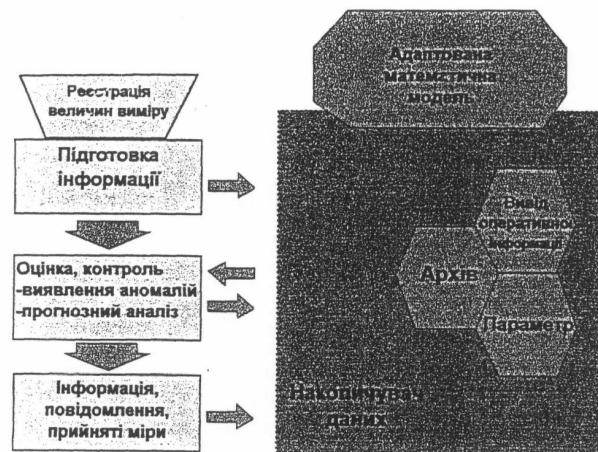 Реєстрація
величин виміру
Підготовка
інформації
Оцінка, контроль
-виявлення аномалій
-прогнозний аналіз
Інформація,
повідомлення,
прийняті міри
Адаптована
математична
модель
Вивід
оперативної
інформації
Архів
Параметр
Накопичувач
даних